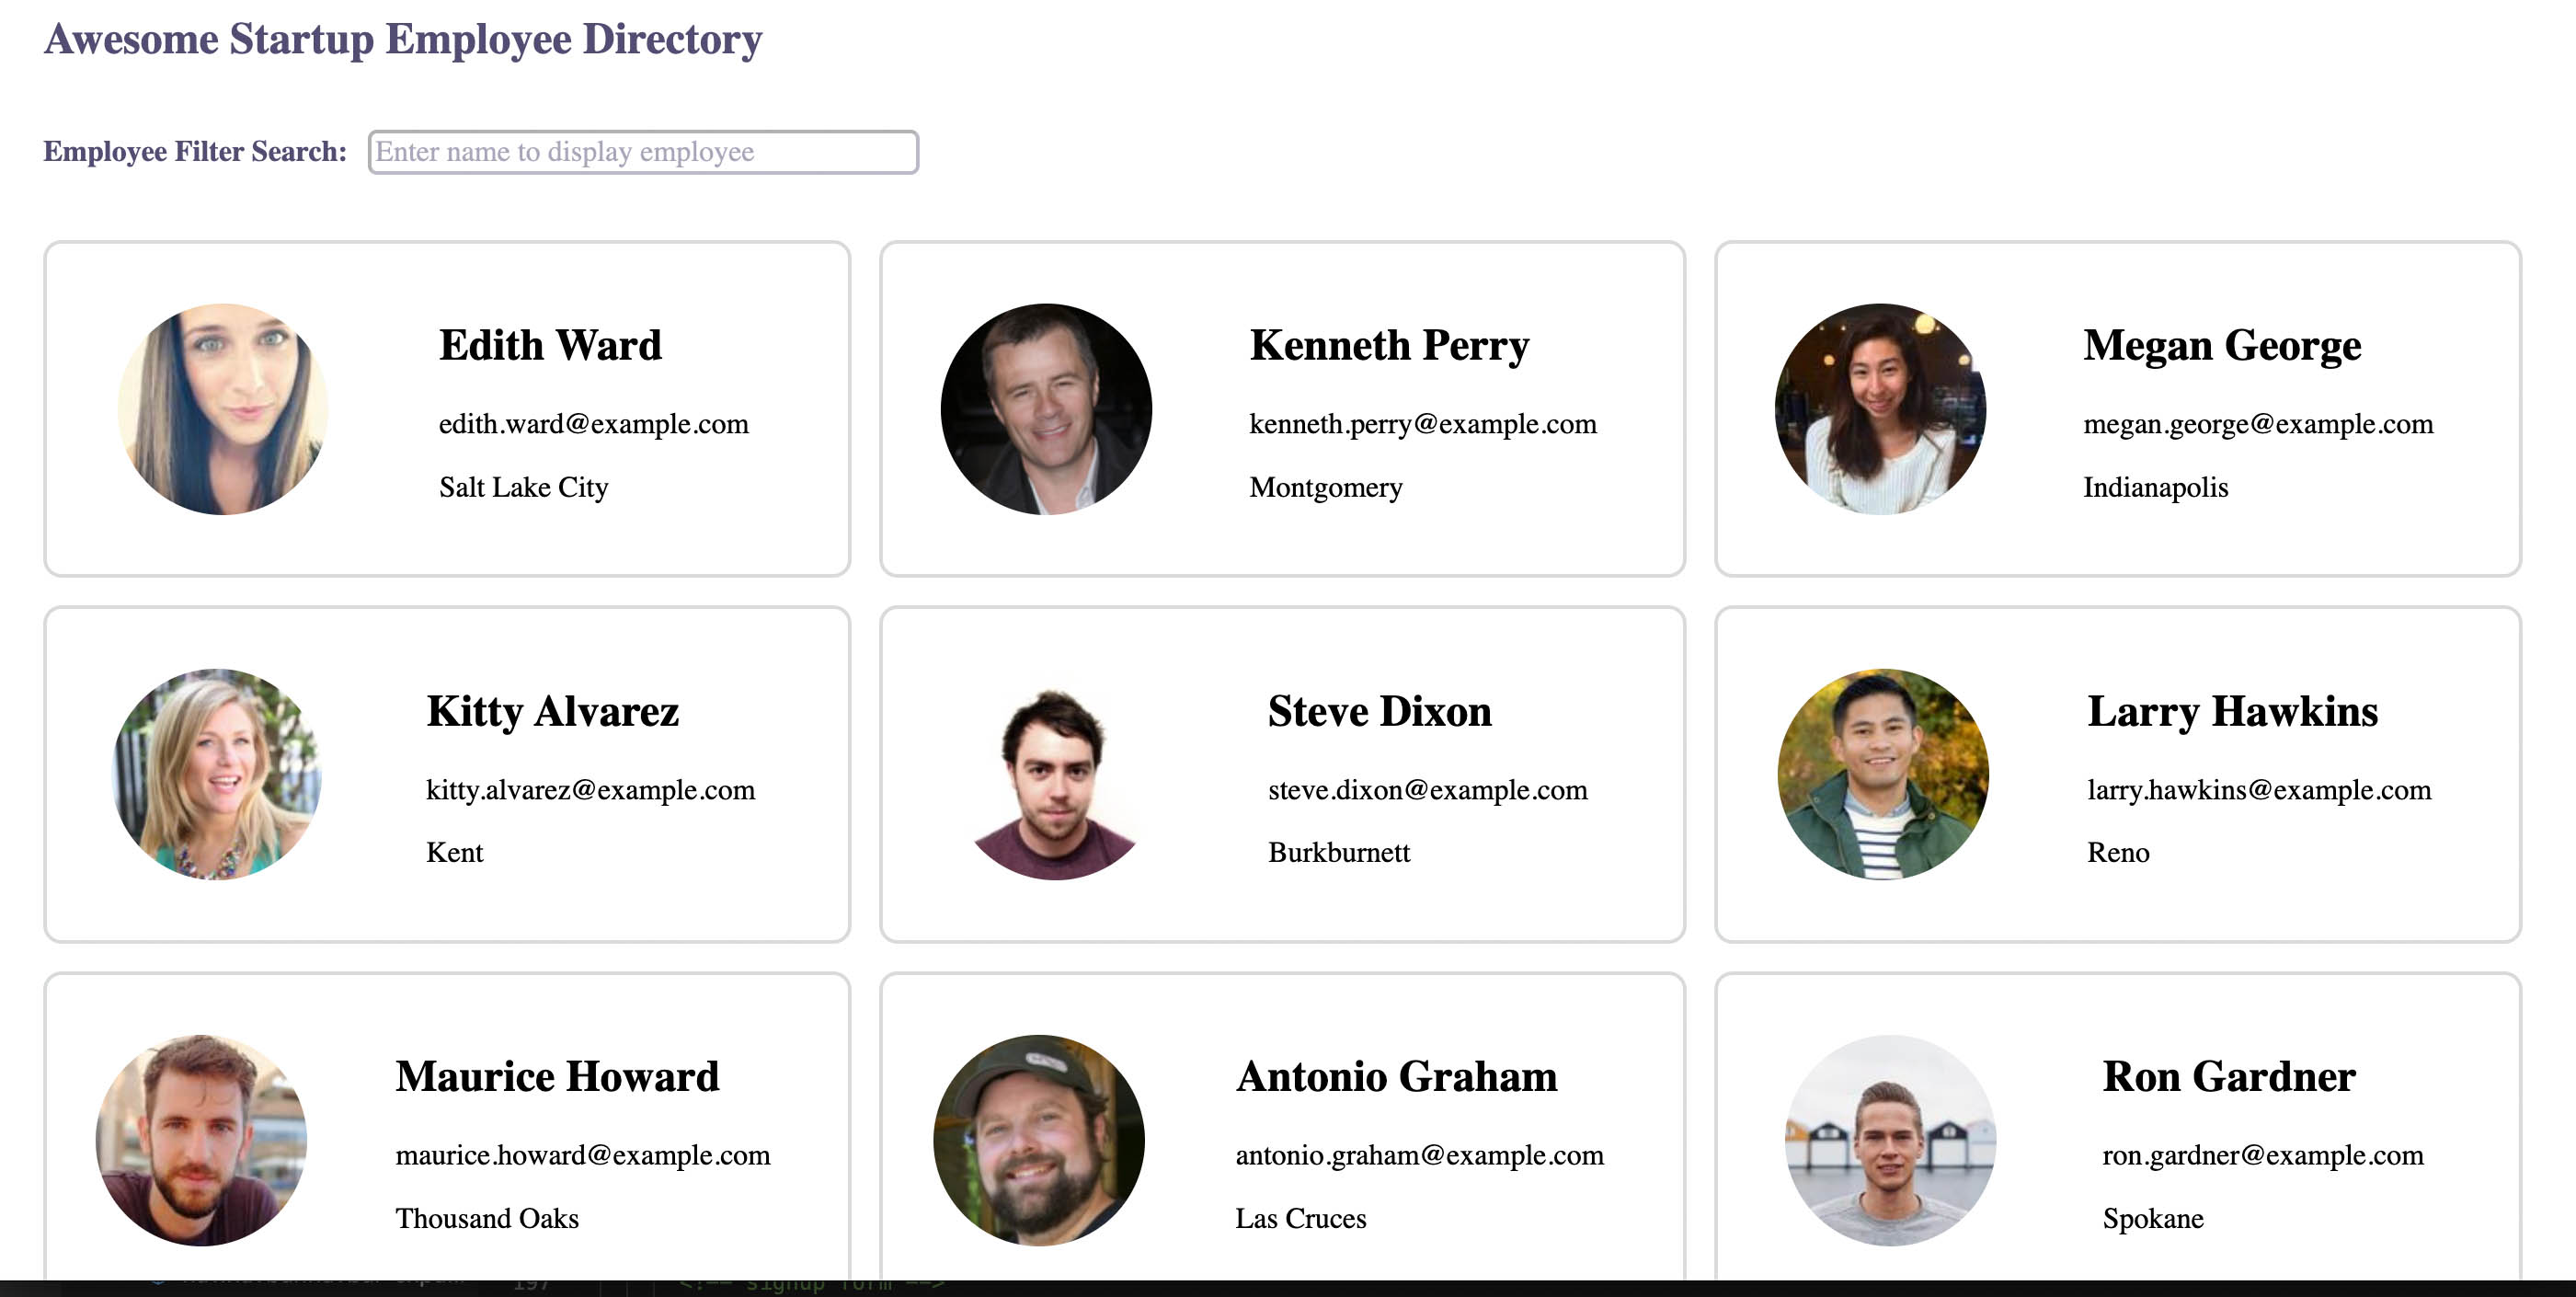 Awesome Startup Employee Directory
Employee Filter Search: Enter name to display employee
Edith Ward
edith.ward@example.com
Salt Lake City
Kenneth Perry
kenneth.perry@example.com
Montgomery
Megan George
megan.george@example.com
Indianapolis
Kitty Alvarez
kitty.alvarez@example.com
Kent
Steve Dixon
steve.dixon@example.com
Burkburnett
Larry Hawkins
larry.hawkins@example.com
Reno
Maurice Howard
maurice.howard@example.com
Thousand Oaks
Antonio Graham
antonio.graham@example.com
Las Cruces
Ron Gardner
ron.gardner@example.com
Spokane
197 <!-- signup form -->